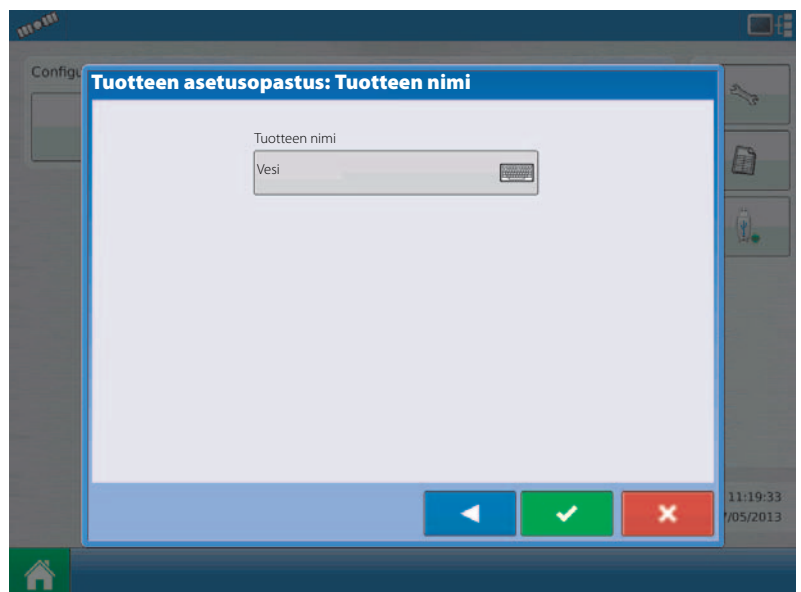 Configu
Tuotteen asetusopastus: Tuotteen nimi
Tuotteen nimi
Vesi
11:19:33
/05/2013